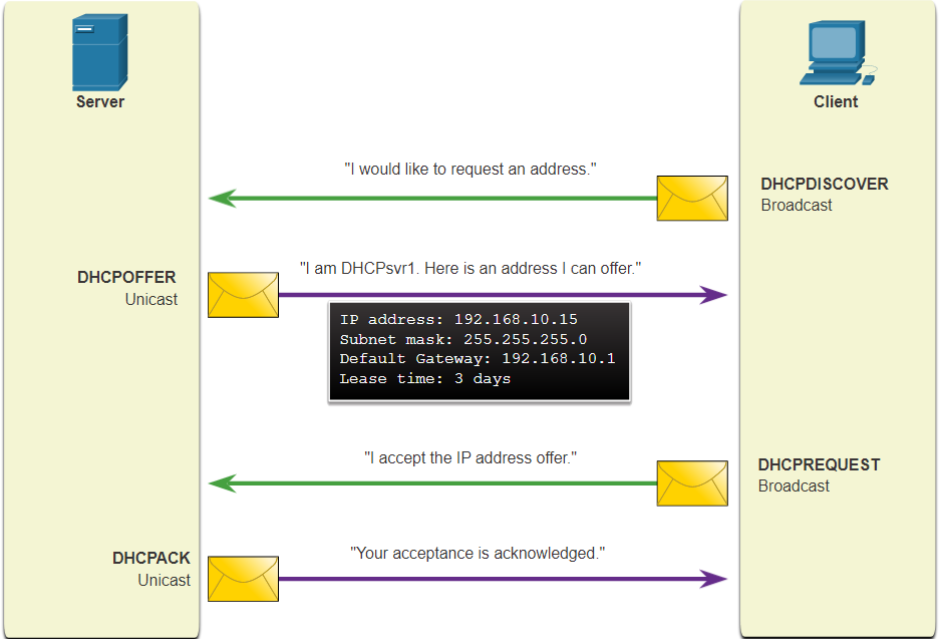 Server
Client
"I would like to request an address."
DHCPDISCOVER
Broadcast
DHCPOFFER
Unicast
"I am DHCPsvr1. Here is an address I can offer."
IP address: 192.168.10.15
Subnet mask: 255.255.255.0
Default Gateway: 192.168.10.1
Lease time: 3 days
"I accept the IP address offer."
DHCPREQUEST
Broadcast
DHCPACK
Unicast
"Your acceptance is acknowledged."